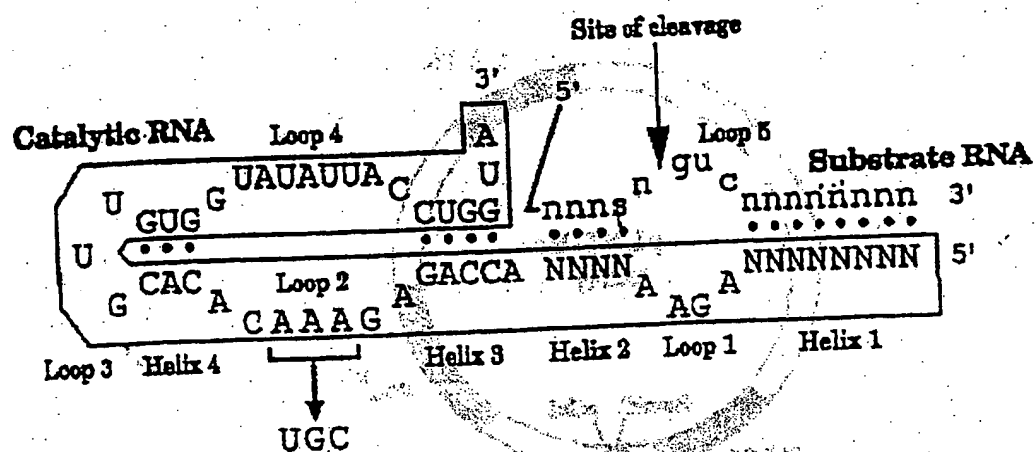 Site of cleavage
3'
5'
Catalytic RNA
Loop 4
Loop 5
Substrate RNA
A
U
UAUAUUA
C
U
G
GUG
CUGG
nnns
n
gu
c
nnnnnnnn
3'
U
G
CAC
A
Loop 2
CAAAG
A
GACCA
NNNN
A
AG
A
NNNNNNNN
5'
Loop 3
Helix 4
Helix 3
Helix 2
Loop 1
Helix 1
UGC